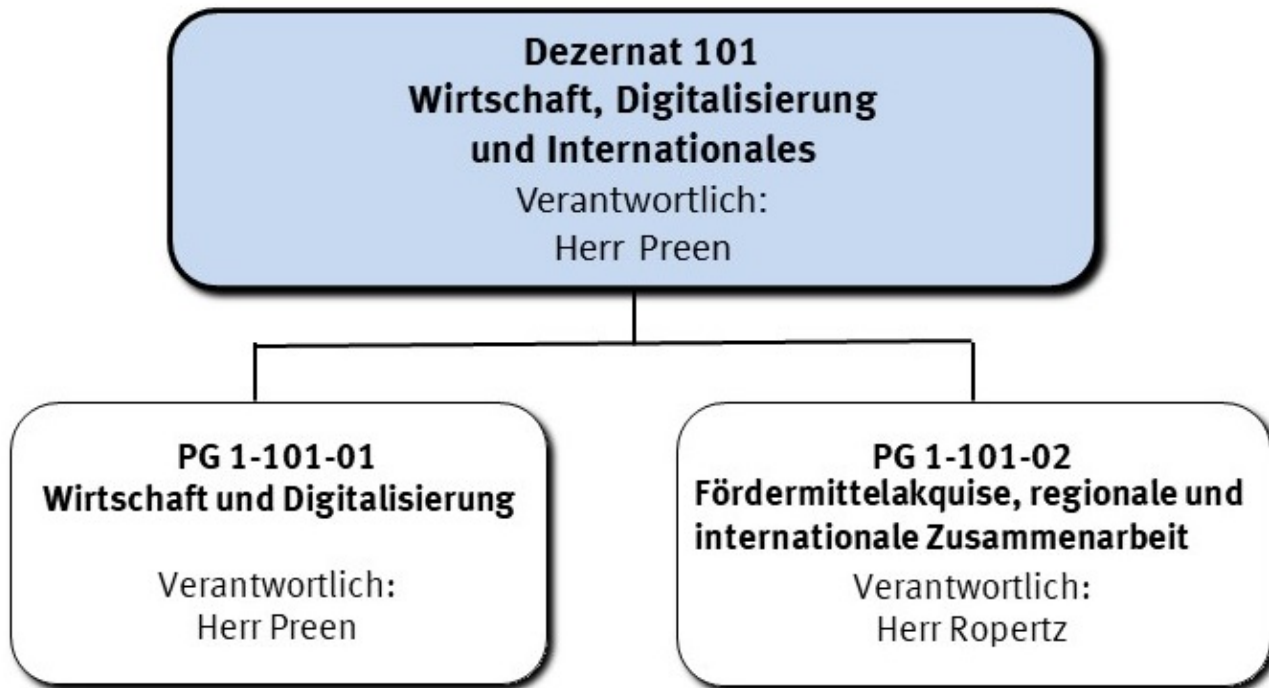 Dezernat 101
Wirtschaft, Digitalisierung
und Internationales
Verantwortlich:
Herr Preen
PG 1-101-01
Wirtschaft und Digitalisierung
Verantwortlich:
Herr Preen
PG 1-101-02
Fördermittelakquise, regionale und
internationale Zusammenarbeit
Verantwortlich:
Herr Ropertz